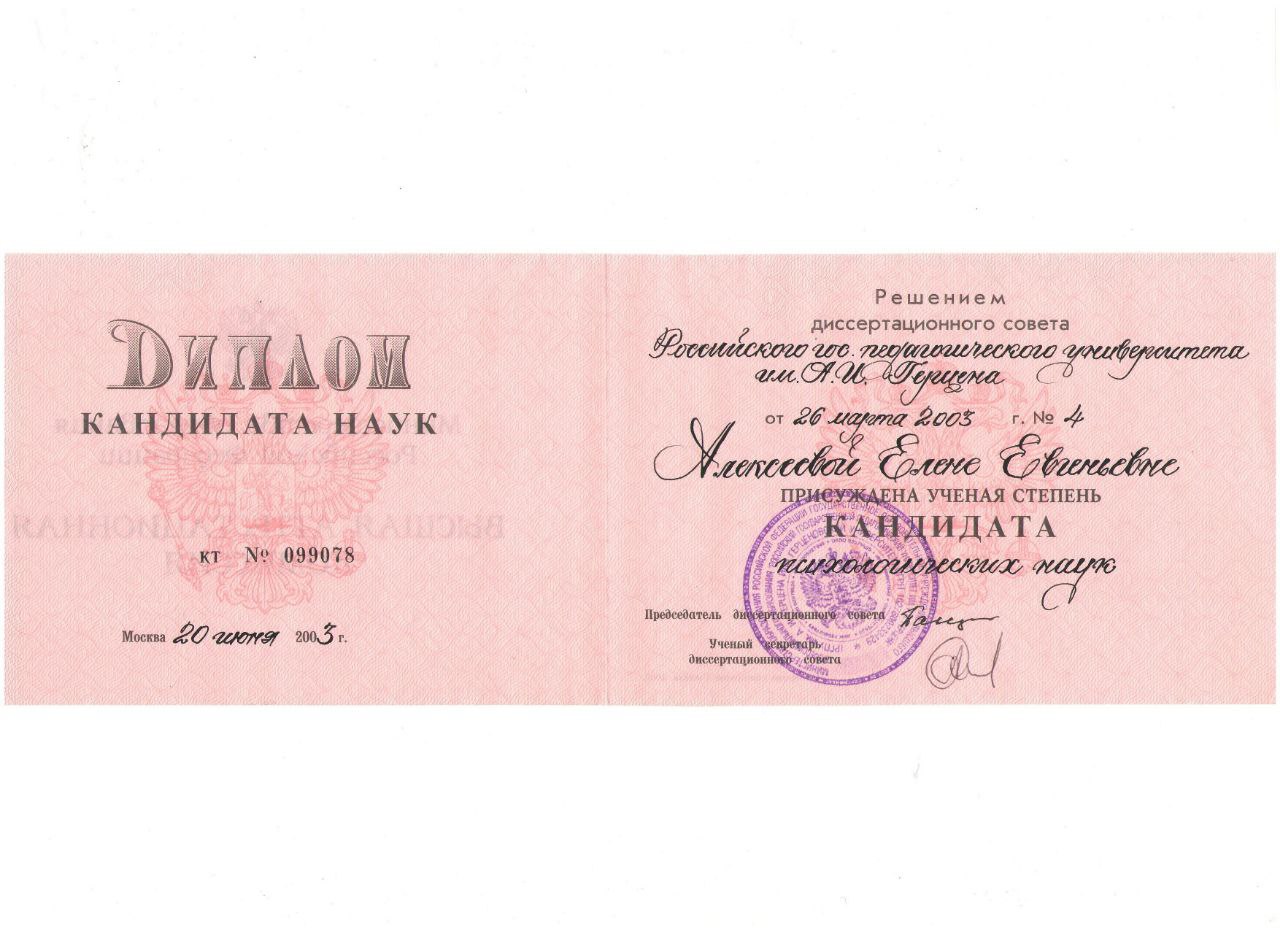 ДИПЛОМ
КАНДИДАТА НАУК
КТ № 099078
Москва 20 июня 2003 г.
Решением
диссертационного совета
Российского гос. педагогического университета
им. А.И. Герцена
от 26 марта 2003 г. № 4
Алексеевой Елене Евгеньевне
ПРИСУЖДЕНА УЧЕНАЯ СТЕПЕНЬ
КАНДИДАТА
психологических наук
Председатель диссертационного совета
Ученый секретарь
диссертационного совета